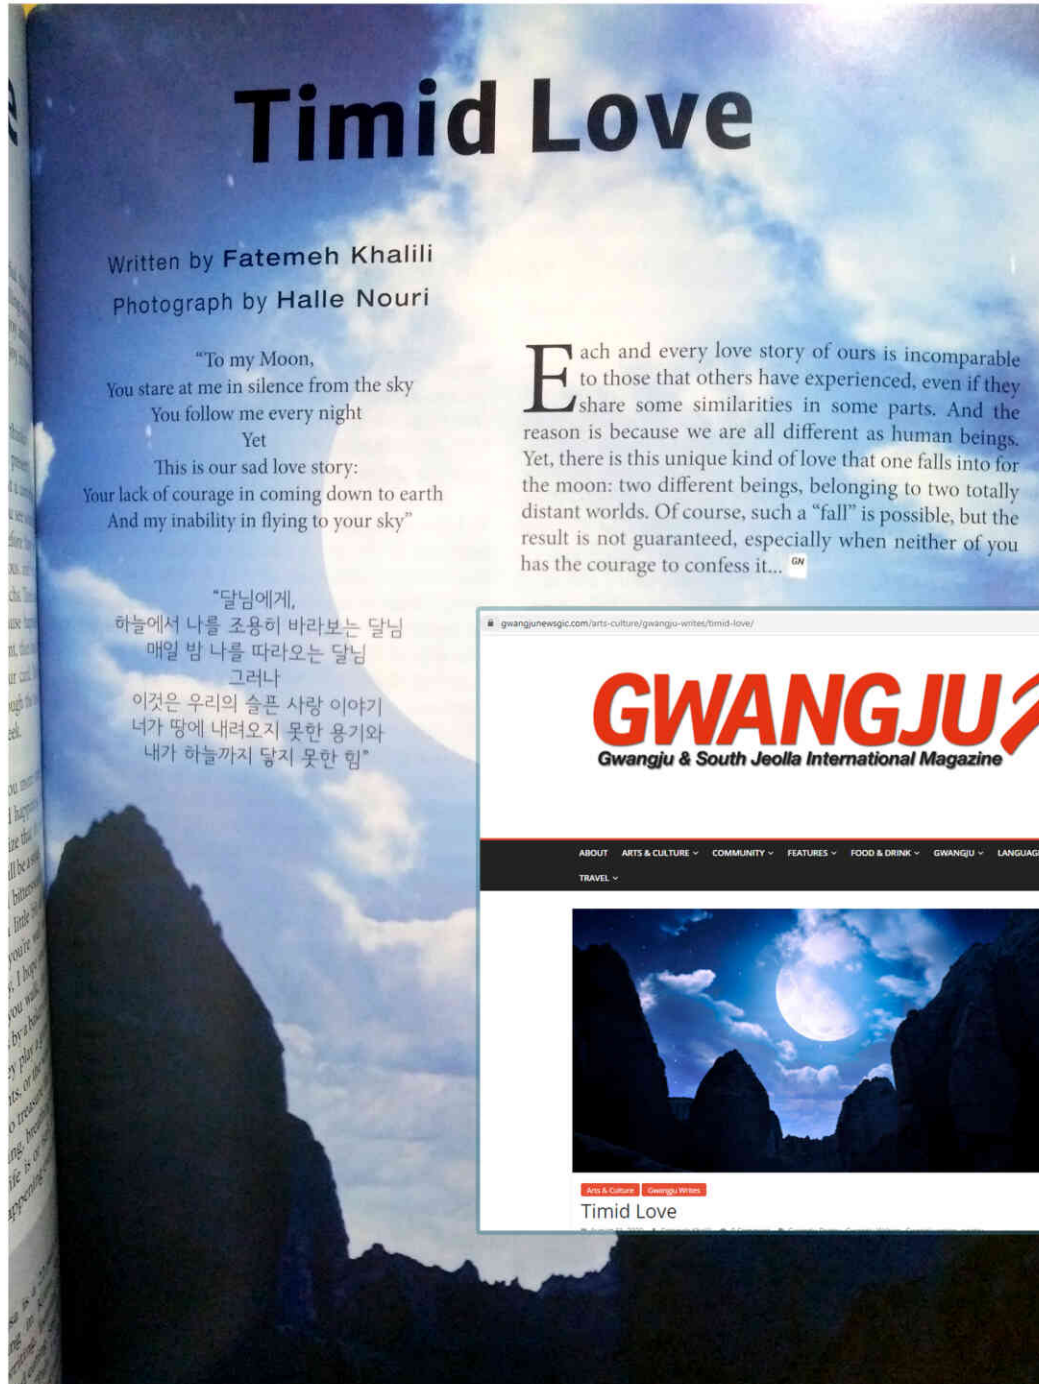 Timid Love
Written by Fatemeh Khalili
Photograph by Halle Nouri
“To my Moon,
You stare at me in silence from the sky
You follow me every night
Yet
This is our sad love story:
Your lack of courage in coming down to earth
And my inability in flying to your sky”
“달님에게,
하늘에서 나를 조용히 바라보는 달님
매일 밤 나를 따라오는 달님
그러나
이것은 우리의 슬픈 사랑 이야기
너가 땅에 내려오지 못한 용기와
내가 하늘까지 닿지 못한 힘”
Each and every love story of ours is incomparable
to those that others have experienced, even if they
share some similarities in some parts. And the
reason is because we are all different as human beings.
Yet, there is this unique kind of love that one falls into for
the moon: two different beings, belonging to two totally
distant worlds. Of course, such a “fall” is possible, but the
result is not guaranteed, especially when neither of you
has the courage to confess it... GN
gwangjunewsgic.com/arts-culture/gwangju-writes/timid-love/
GWANGJU
Gwangju & South Jeolla International Magazine
ABOUT ARTS & CULTURE COMMUNITY FEATURES FOOD & DRINK GWANGJU LANGUAGE
TRAVEL
Arts & Culture Gwangju Writes
Timid Love